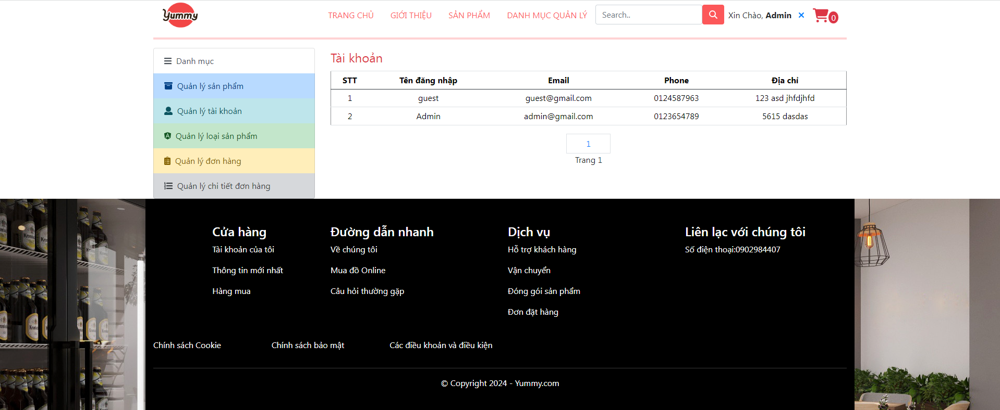 Yummy
TRANG CHỦ GIỚI THIỆU SẢN PHẨM DANH MỤC QUẢN LÝ Search.. Xin Chào, Admin × 0
Danh mục
Quản lý sản phẩm
Quản lý tài khoản
Quản lý loại sản phẩm
Quản lý đơn hàng
Quản lý chi tiết đơn hàng
Tài khoản
STT Tên đăng nhập Email Phone Địa chỉ
1 guest guest@gmail.com 0124587963 123 asd jhfdjhfd
2 Admin admin@gmail.com 0123654789 5615 dasdas
1
Trang 1
Cửa hàng
Tài khoản của tôi
Thông tin mới nhất
Hàng mua
Đường dẫn nhanh
Về chúng tôi
Mua đồ Online
Câu hỏi thường gặp
Dịch vụ
Hỗ trợ khách hàng
Vận chuyển
Đóng gói sản phẩm
Đơn đặt hàng
Liên lạc với chúng tôi
Số điện thoại:0902984407
Chính sách Cookie Chính sách bảo mật Các điều khoản và điều kiện
© Copyright 2024 - Yummy.com